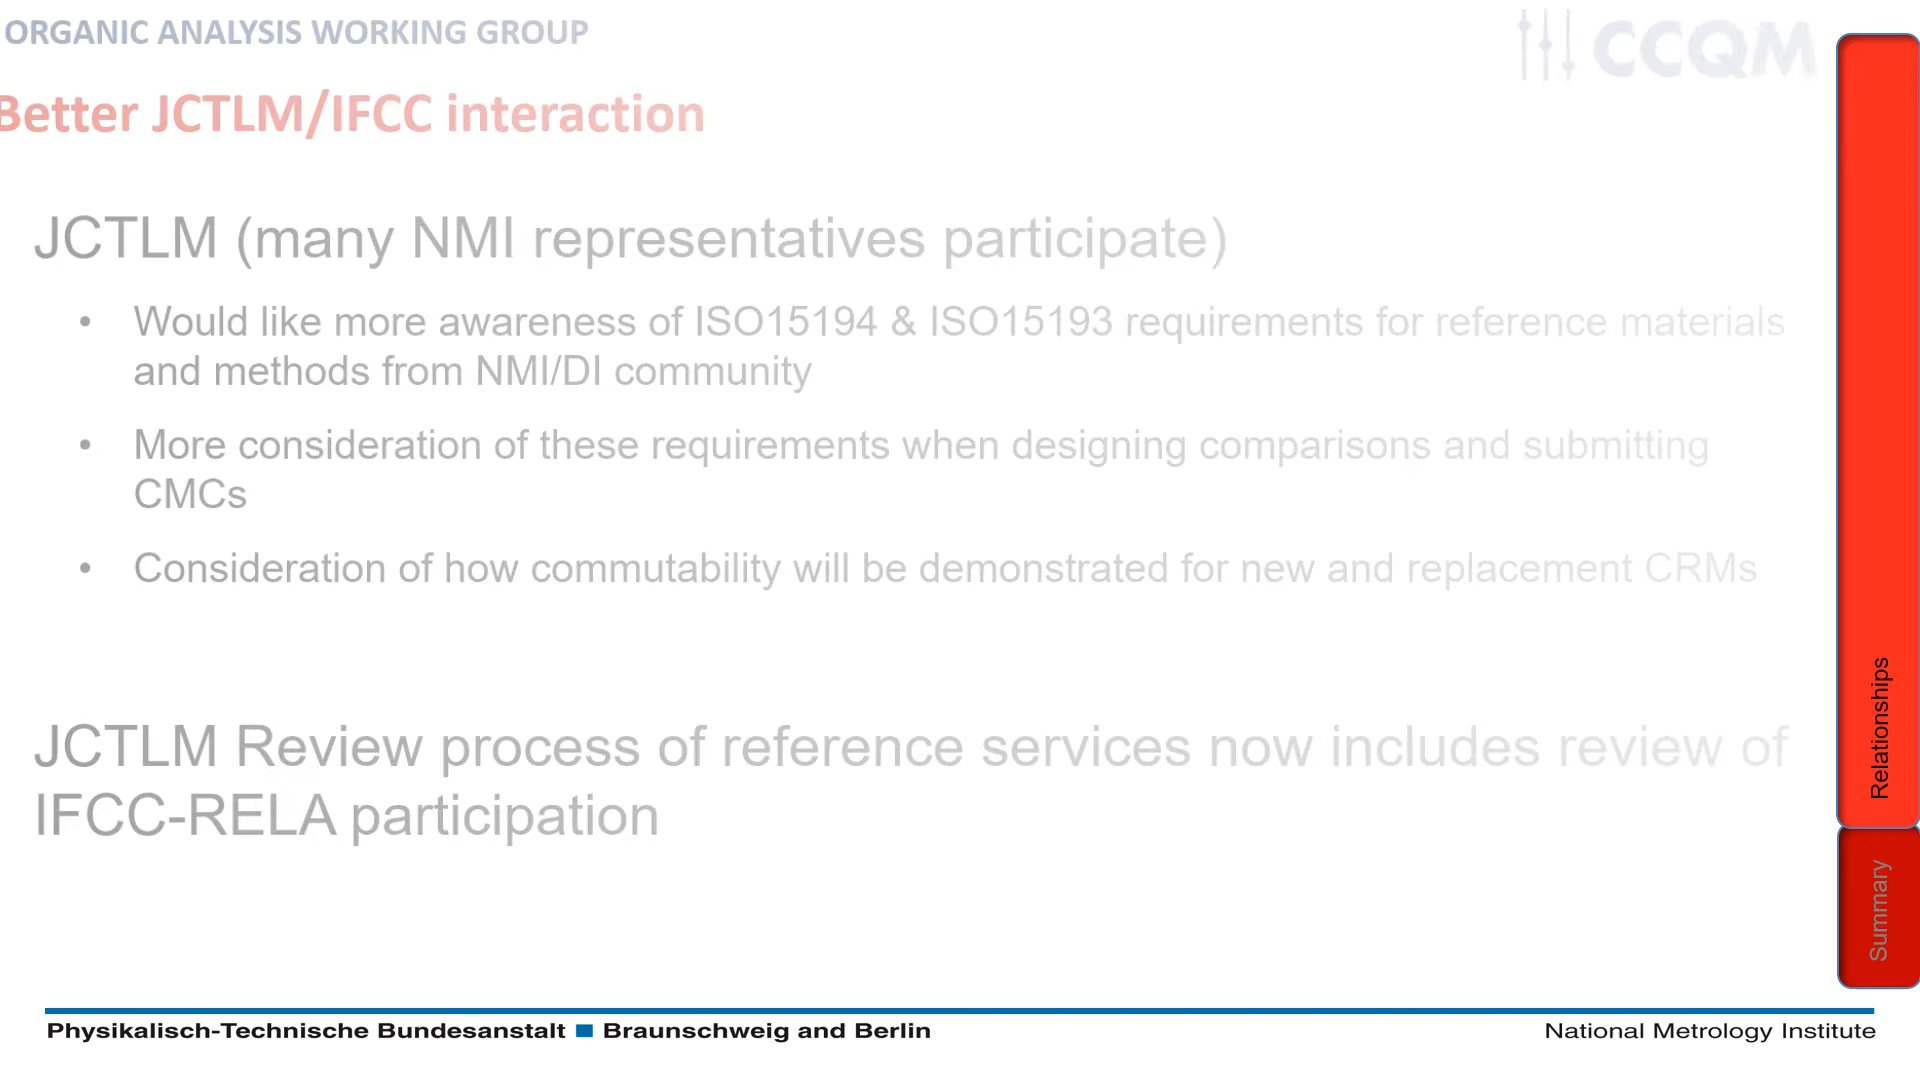 ORGANIC ANALYSIS WORKING GROUP
CCQM
Better JCTLM/IFCC interaction
JCTLM (many NMI representatives participate)
• Would like more awareness of ISO15194 & ISO15193 requirements for reference materials
and methods from NMI/DI community
• More consideration of these requirements when designing comparisons and submitting
CMCs
• Consideration of how commutability will be demonstrated for new and replacement CRMs
JCTLM Review process of reference services now includes review of
IFCC-RELA participation
Relationships
Summary
Physikalisch-Technische Bundesanstalt ■ Braunschweig and Berlin
National Metrology Institute